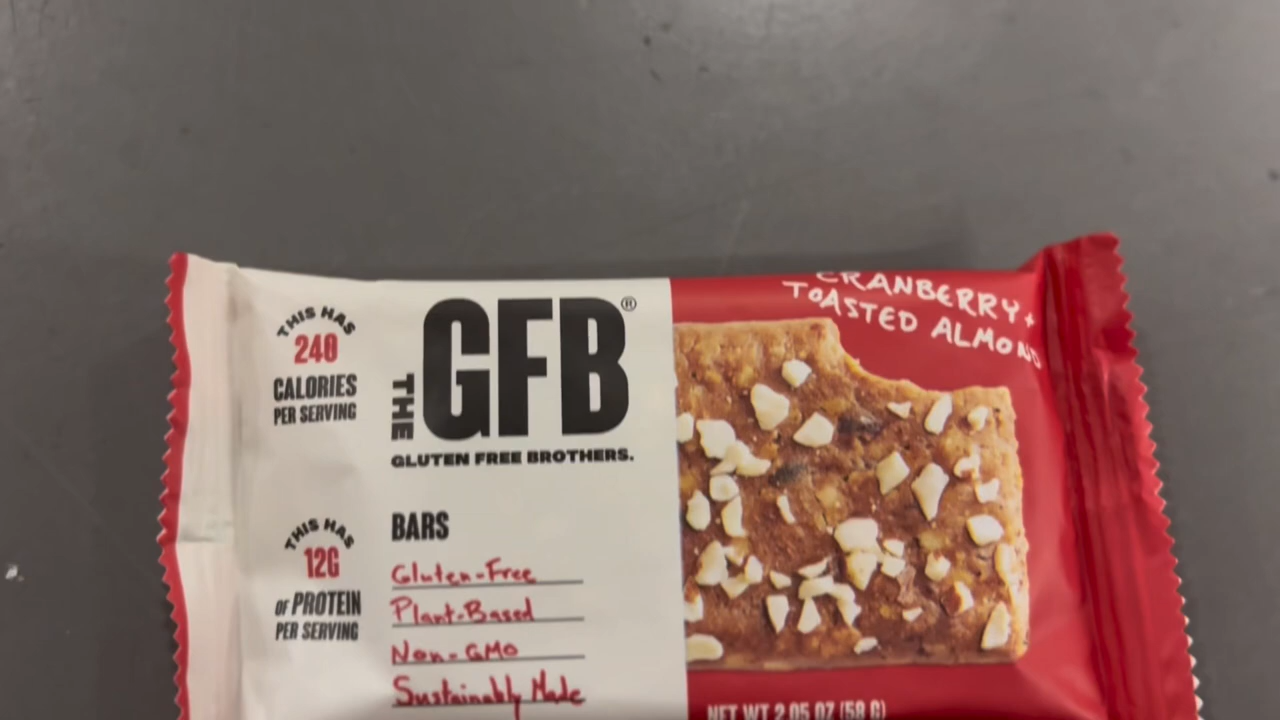 THIS HAS
240
CALORIES
PER SERVING
THIS HAS
12G
OF PROTEIN
PER SERVING
THE
GFB®
GLUTEN FREE BROTHERS.
BARS
Gluten-Free
Plant-Based
Non-GMO
Sustainably Made
CRANBERRY +
TOASTED ALMOND
NET WT 2.05 OZ (58 G)